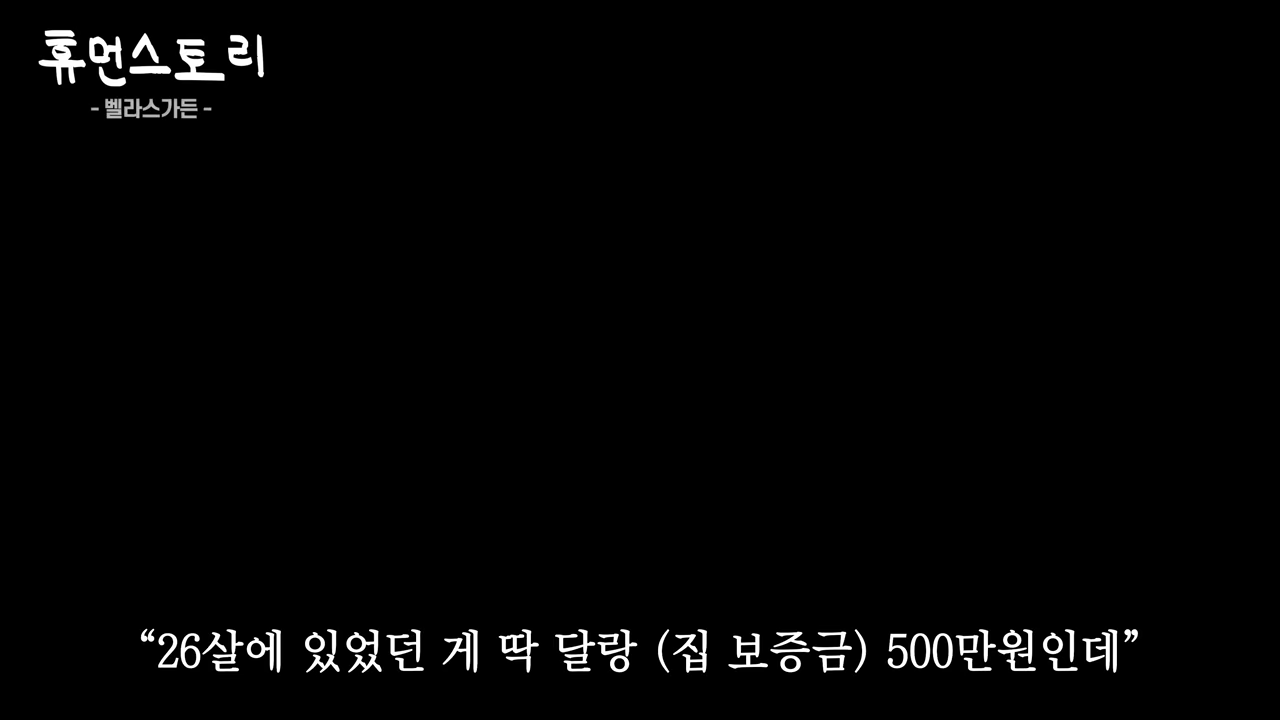 휴먼스토리
- 벨라스가든 -
“26살에 있었던 게 딱 달랑 (집 보증금) 500만원인데”